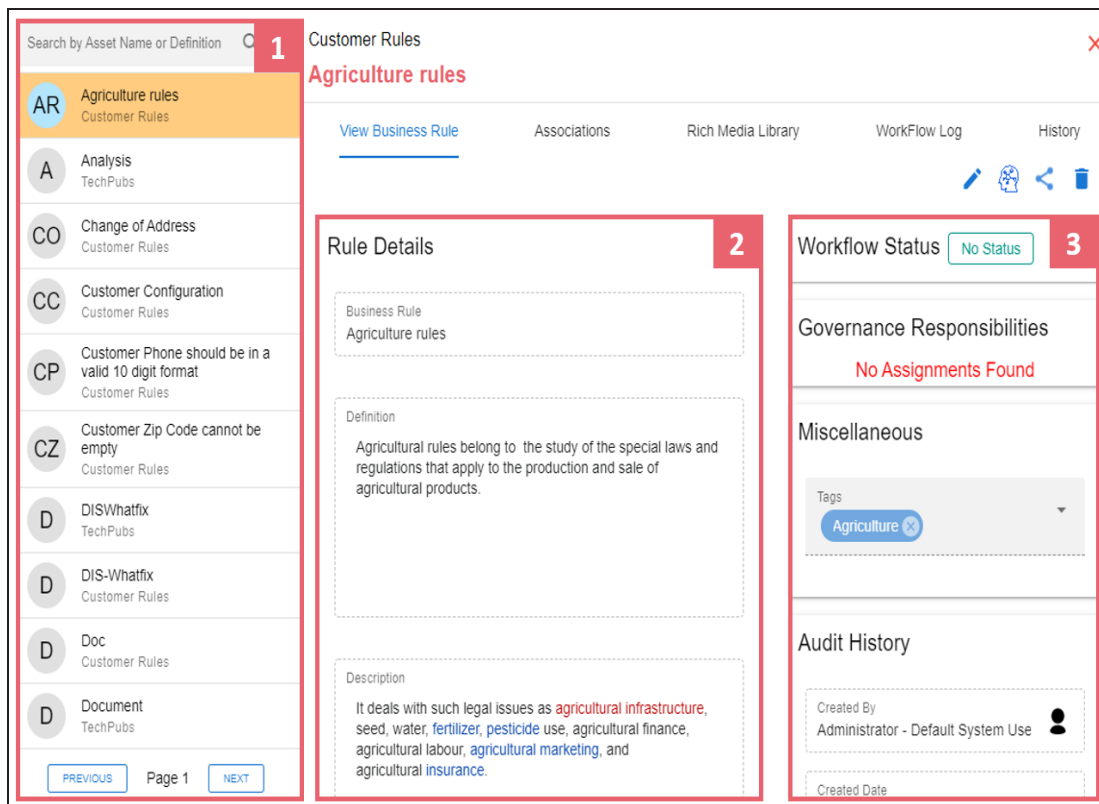 Search by Asset Name or Definition
1
AR
Agriculture rules
Customer Rules
A
Analysis
TechPubs
CO
Change of Address
Customer Rules
CC
Customer Configuration
Customer Rules
CP
Customer Phone should be in a
valid 10 digit format
Customer Rules
CZ
Customer Zip Code cannot be
empty
Customer Rules
D
DISWhatfix
TechPubs
D
DIS-Whatfix
Customer Rules
D
Doc
Customer Rules
D
Document
TechPubs
PREVIOUS Page 1 NEXT
Customer Rules
Agriculture rules
View Business Rule Associations Rich Media Library WorkFlow Log History
Rule Details
2
Business Rule
Agriculture rules
Definition
Agricultural rules belong to the study of the special laws and
regulations that apply to the production and sale of
agricultural products.
Description
It deals with such legal issues as agricultural infrastructure,
seed, water, fertilizer, pesticide use, agricultural finance,
agricultural labour, agricultural marketing, and
agricultural insurance.
Workflow Status No Status
3
Governance Responsibilities
No Assignments Found
Miscellaneous
Tags
Agriculture
Audit History
Created By
Administrator - Default System Use
Created Date